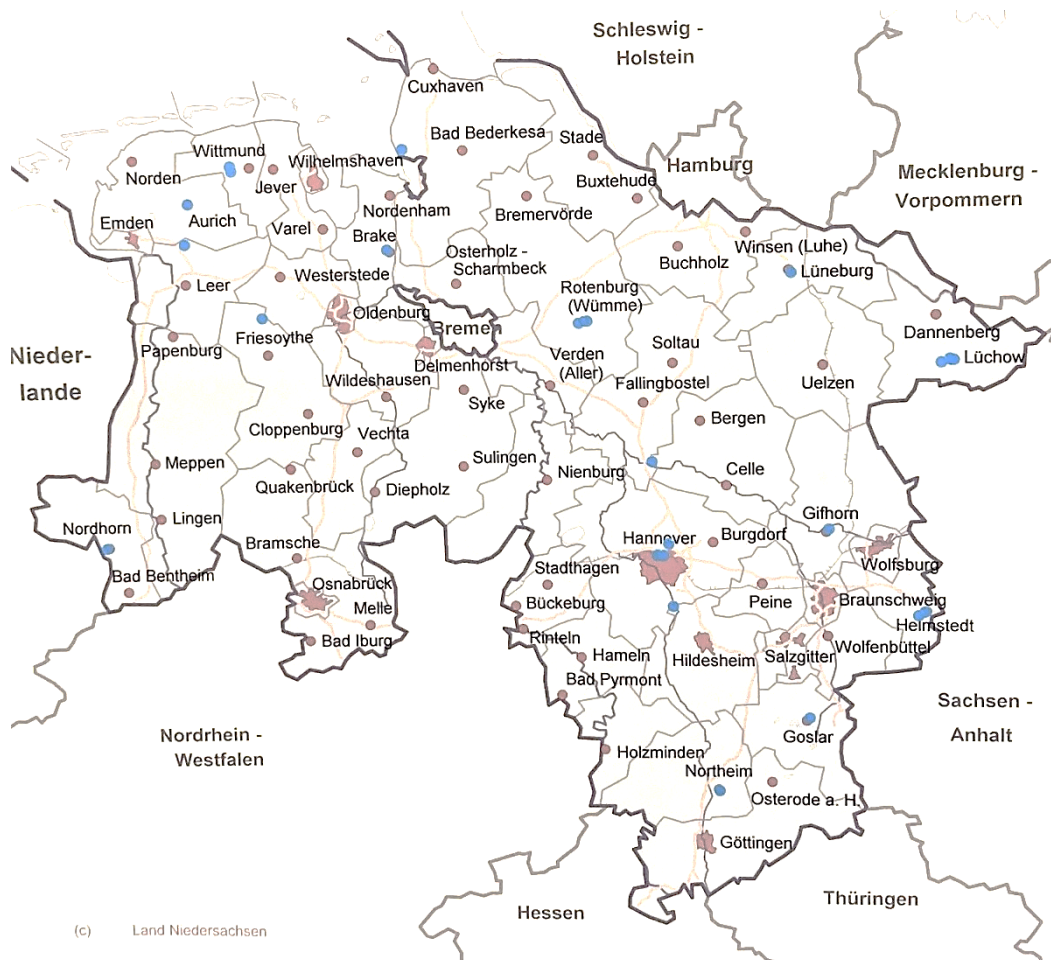 Schleswig -
Holstein
Cuxhaven
Bad Bederkesa
Stade
Hamburg
Wittmund
Wilhelmshaven
Norden
Jever
Buxtehude
Mecklenburg -
Vorpommern
Aurich
Nordenham
Bremervörde
Emden
Varel
Brake
Winsen (Luhe)
Osterholz -
Scharmbeck
Buchholz
Lüneburg
Westerstede
Leer
Rotenburg
(Wümme)
Oldenburg
Bremen
Dannenberg
Friesoythe
Papenburg
Soltau
Lüchow
Nieder-
lande
Verden
(Aller)
Delmenhorst
Uelzen
Wildeshausen
Fallingbostel
Syke
Cloppenburg
Bergen
Vechta
Meppen
Sulingen
Nienburg
Celle
Quakenbrück
Diepholz
Lingen
Gifhorn
Nordhorn
Bramsche
Hannover
Burgdorf
Wolfsburg
Stadthagen
Bad Bentheim
Osnabrück
Peine
Braunschweig
Melle
Bückeburg
Helmstedt
Bad Iburg
Rinteln
Hameln
Hildesheim
Salzgitter
Wolfenbüttel
Bad Pyrmont
Sachsen -
Anhalt
Nordrhein -
Westfalen
Goslar
Holzminden
Northeim
Osterode a. H.
Göttingen
Hessen
Thüringen
(c) Land Niedersachsen